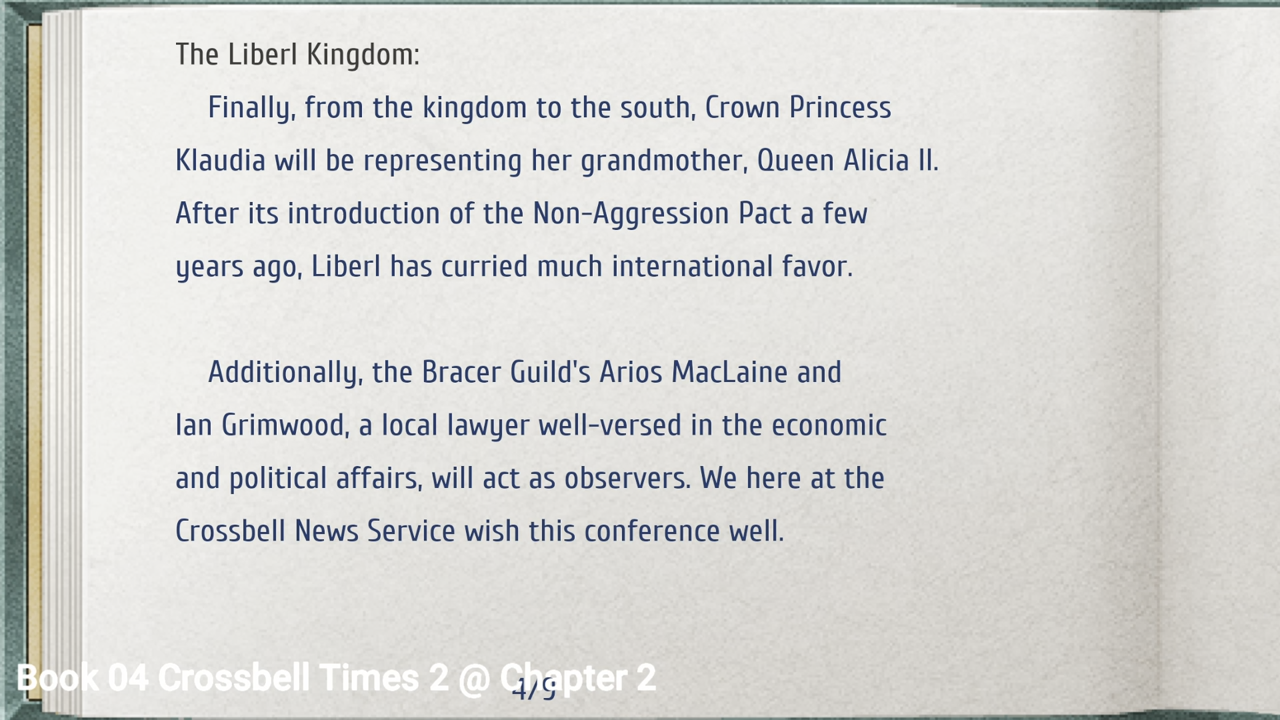 The Liberl Kingdom:
Finally, from the kingdom to the south, Crown Princess
Klaudia will be representing her grandmother, Queen Alicia II.
After its introduction of the Non-Aggression Pact a few
years ago, Liberl has curried much international favor.
Additionally, the Bracer Guild's Arios MacLaine and
Ian Grimwood, a local lawyer well-versed in the economic
and political affairs, will act as observers. We here at the
Crossbell News Service wish this conference well.
Book 04 Crossbell Times 2 @ Chapter 2
4/9